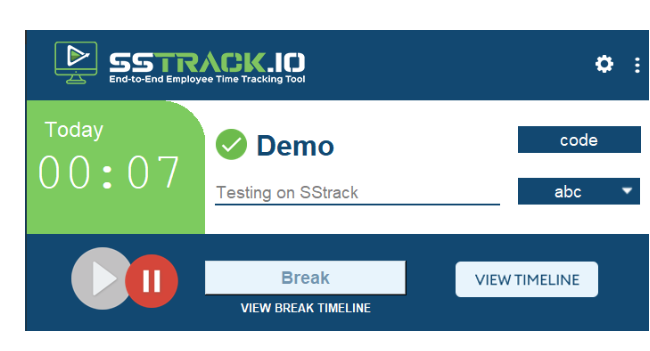 SSTRACK.IO
End-to-End Employee Time Tracking Tool
Today
00:07
Demo
code
Testing on SStrack
abc
Break
VIEW TIMELINE
VIEW BREAK TIMELINE